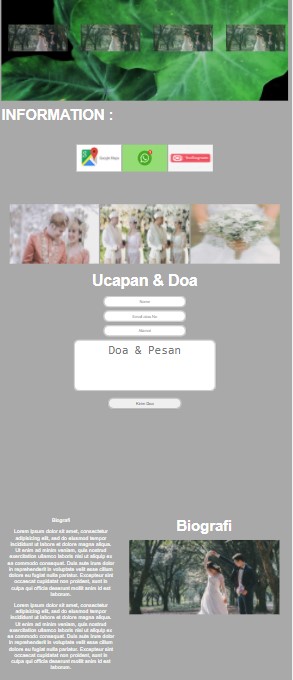 INFORMATION :
Google Maps
Ucapan & Doa
Nama
Alamat
Doa & Pesan
Kirim Doa
Biografi
Biografi
Lorem ipsum dolor sit amet, consectetur
adipisicing elit, sed do eiusmod tempor
incididunt ut labore et dolore magna aliqua.
Ut enim ad minim veniam, quis nostrud
exercitation ullamco laboris nisi ut aliquip ex
ea commodo consequat. Duis aute irure dolor
in reprehenderit in voluptate velit esse cillum
dolore eu fugiat nulla pariatur. Excepteur sint
occaecat cupidatat non proident, sunt in
culpa qui officia deserunt mollit anim id est
laborum.
Lorem ipsum dolor sit amet, consectetur
adipisicing elit, sed do eiusmod tempor
incididunt ut labore et dolore magna aliqua.
Ut enim ad minim veniam, quis nostrud
exercitation ullamco laboris nisi ut aliquip ex
ea commodo consequat. Duis aute irure dolor
in reprehenderit in voluptate velit esse cillum
dolore eu fugiat nulla pariatur. Excepteur sint
occaecat cupidatat non proident, sunt in
culpa qui officia deserunt mollit anim id est
laborum.